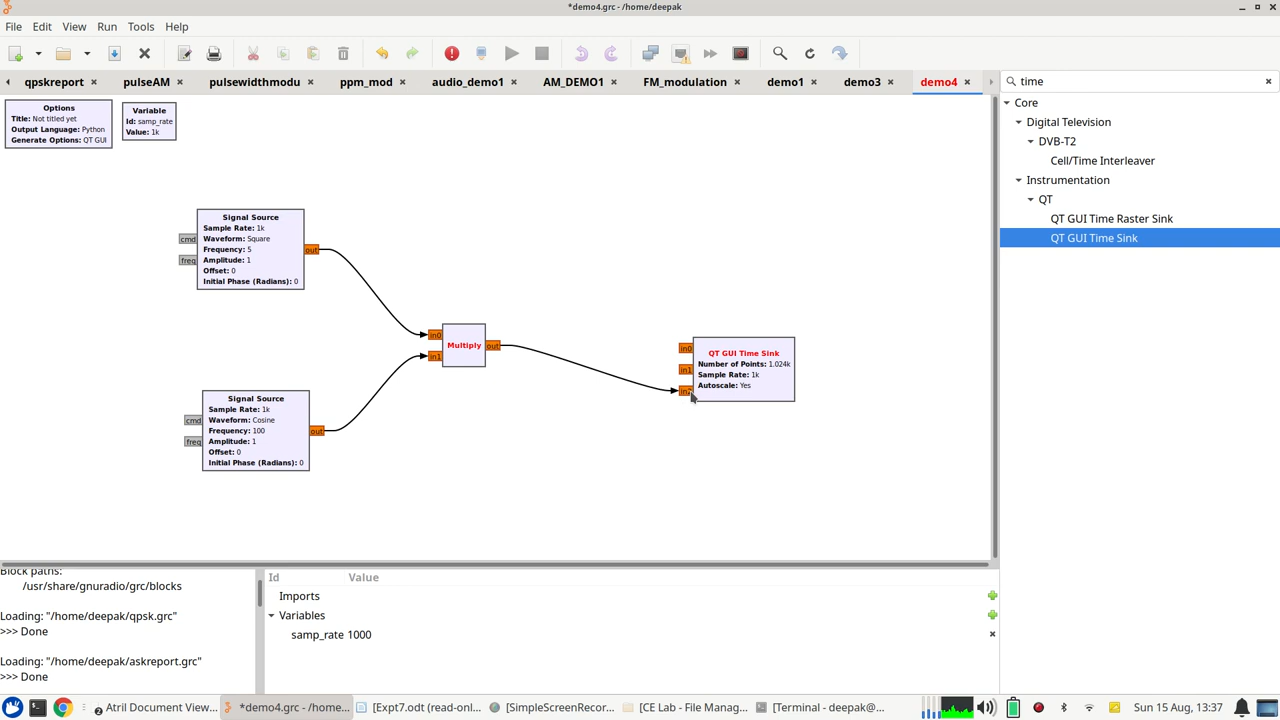 *demo4.grc - /home/deepak
File Edit View Run Tools Help
qpskreport pulseAM pulsewidthmodu ppm_mod audio_demo1 AM_DEMO1 FM_modulation demo1 demo3 demo4
time
Options
Title: Not titled yet
Output Language: Python
Generate Options: QT GUI
Variable
Id: samp_rate
Value: 1k
Signal Source
Sample Rate: 1k
Waveform: Square
Frequency: 5
Amplitude: 1
Offset: 0
Initial Phase (Radians): 0
cmd
freq
out
Signal Source
Sample Rate: 1k
Waveform: Cosine
Frequency: 100
Amplitude: 1
Offset: 0
Initial Phase (Radians): 0
cmd
freq
out
in0
in1
Multiply
out
in0
in1
in2
QT GUI Time Sink
Number of Points: 1.024k
Sample Rate: 1k
Autoscale: Yes
Core
Digital Television
DVB-T2
Cell/Time Interleaver
Instrumentation
QT
QT GUI Time Raster Sink
QT GUI Time Sink
Block paths:
/usr/share/gnuradio/grc/blocks
Loading: "/home/deepak/qpsk.grc"
>>> Done
Loading: "/home/deepak/askreport.grc"
>>> Done
Id Value
Imports
Variables
samp_rate 1000
Atril Document View... *demo4.grc - /home... [Expt7.odt (read-onl... [SimpleScreenRecor... [CE Lab - File Manag... [Terminal - deepak@... Sun 15 Aug, 13:37